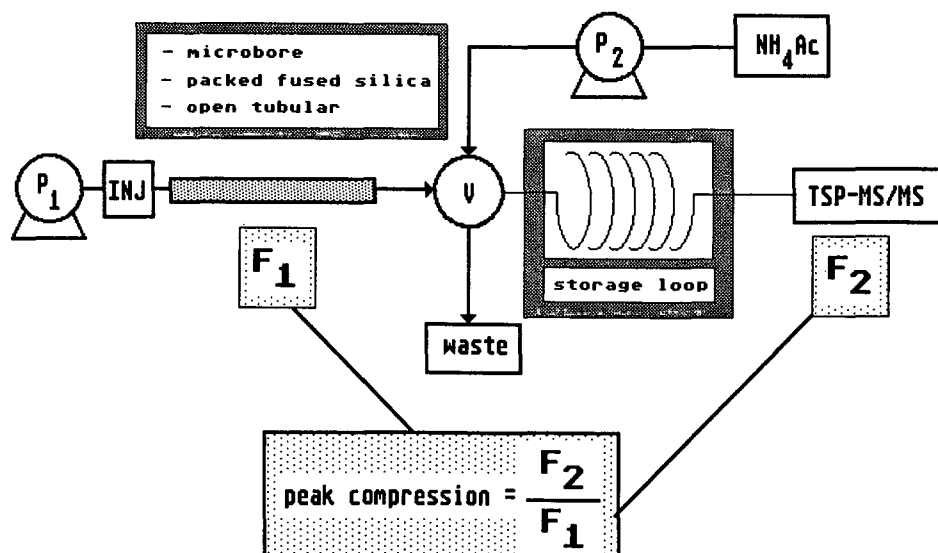 - microbore
- packed fused silica
- open tubular
P2
NH4Ac
P1
INJ
V
TSP-MS/MS
storage loop
F1
F2
waste
peak compression = F2/F1